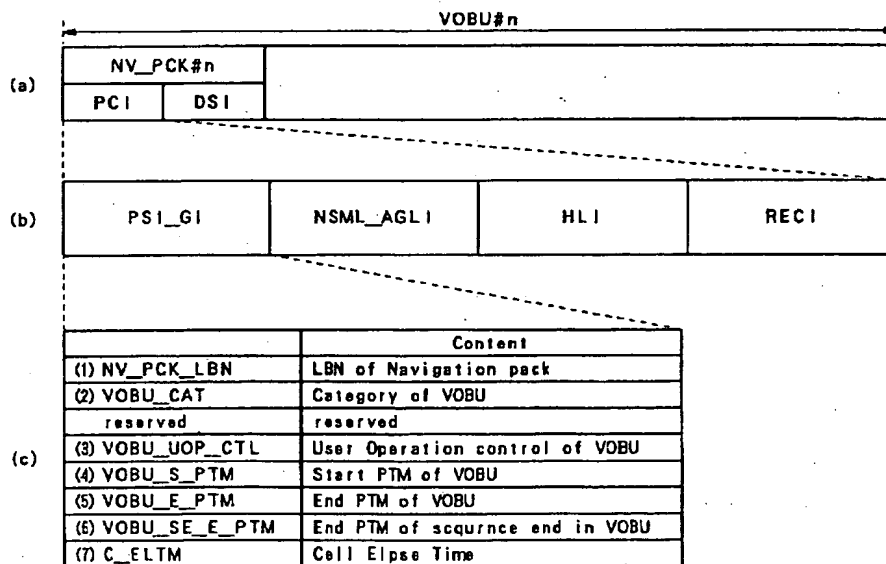 VOBU#n
(a)
NV_PCK#n
PCI DSI
(b)
PSI_GI NSML_AGLI HLI RECI
(c)
Content
(1) NV_PCK_LBN LBN of Navigation pack
(2) VOBU_CAT Category of VOBU
reserved reserved
(3) VOBU_UOP_CTL User Operation control of VOBU
(4) VOBU_S_PTM Start PTM of VOBU
(5) VOBU_E_PTM End PTM of VOBU
(6) VOBU_SE_E_PTM End PTM of scqurnce end in VOBU
(7) C_ELTM Cell Elpse Time